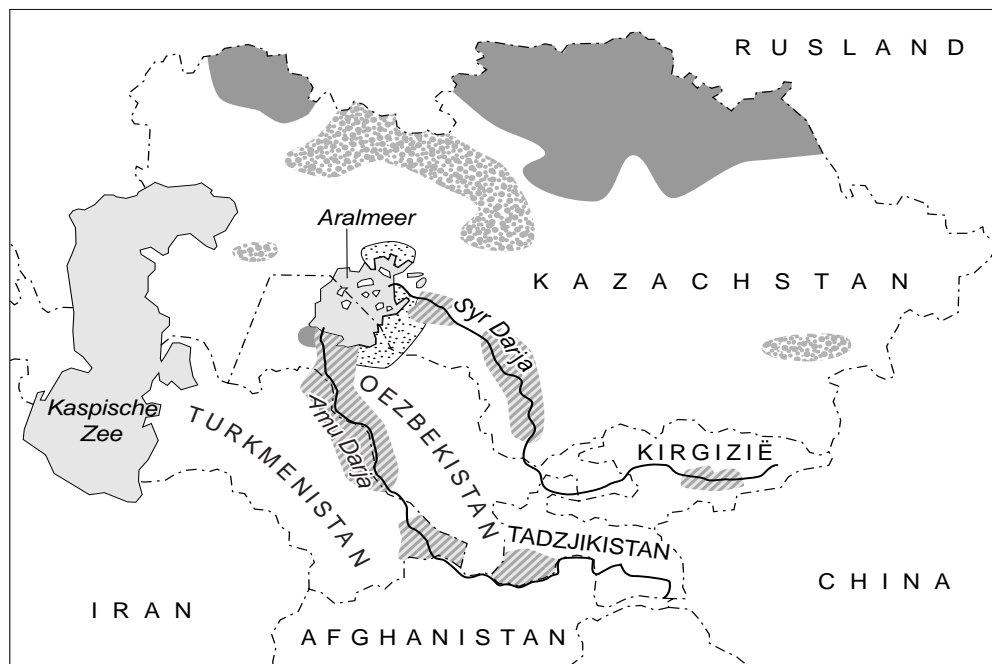 RUSLAND
Aralmeer
KAZACHSTAN
Syr Darja
Kaspische
Zee
OEZBEKISTAN
Amu Darja
TURKMENISTAN
KIRGIZIË
TADZJIKISTAN
CHINA
IRAN
AFGHANISTAN